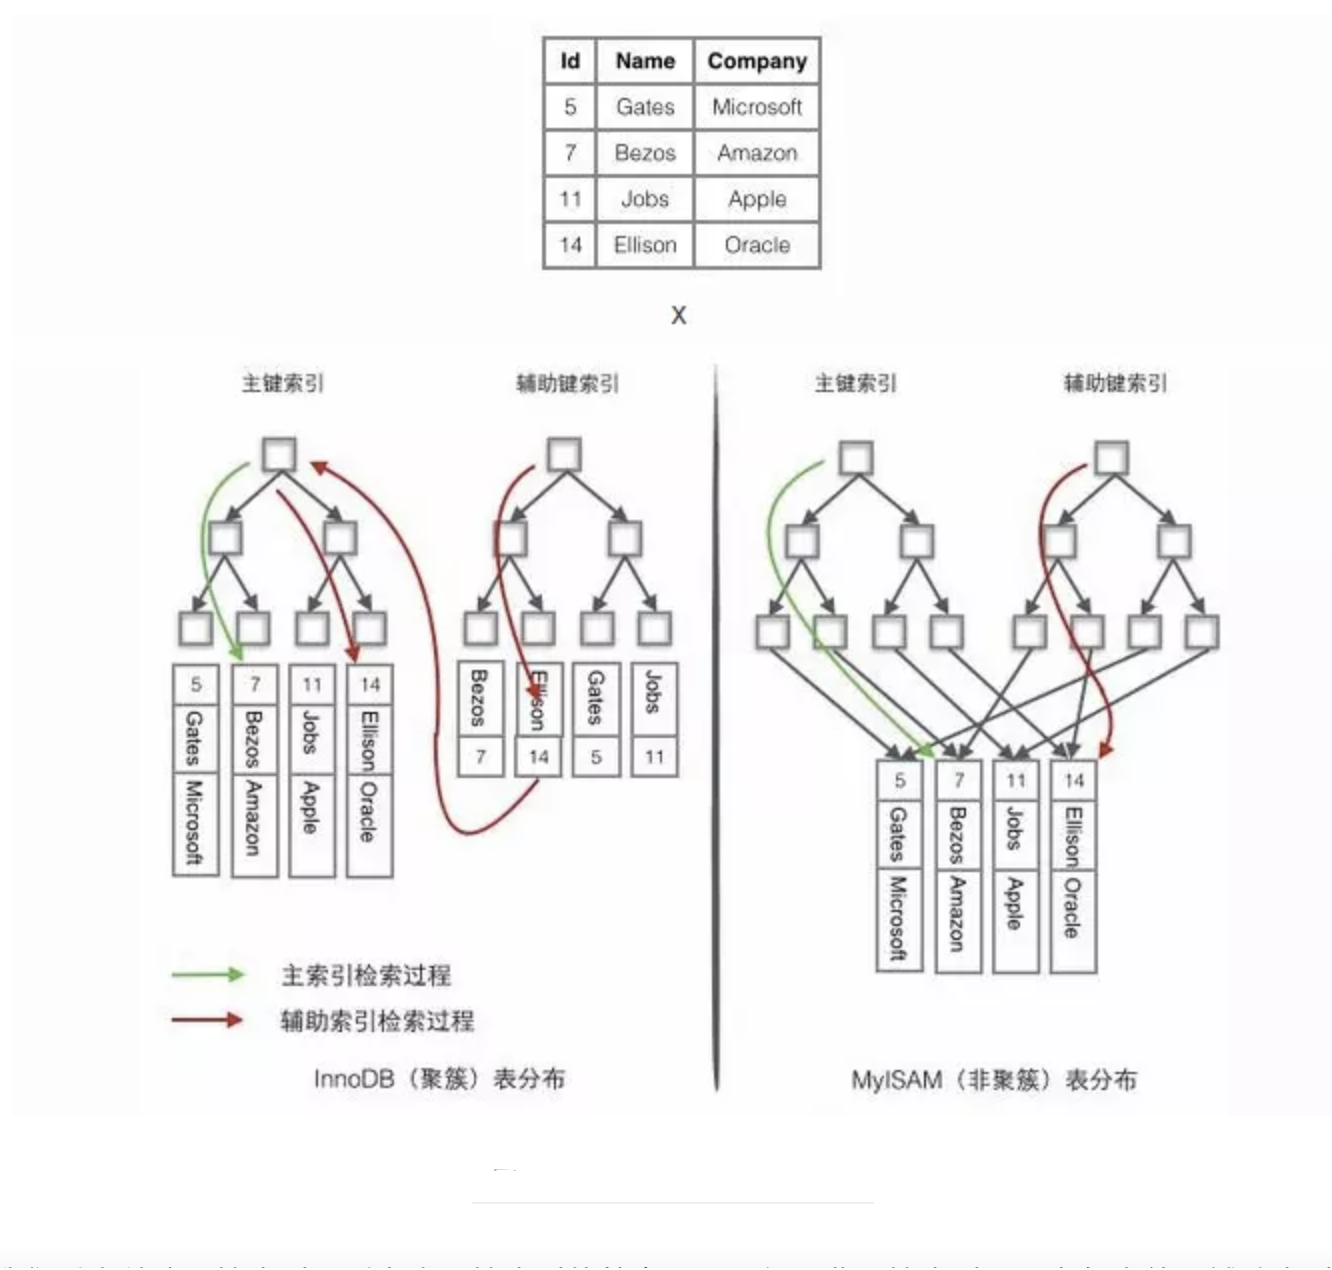 Id Name Company
5 Gates Microsoft
7 Bezos Amazon
11 Jobs Apple
14 Ellison Oracle
X
主键索引
辅助键索引
5 7 11 14
Gates Bezos Jobs Ellison
Microsoft Amazon Apple Oracle
Bezos Ellison Gates Jobs
7 14 5 11
主索引检索过程
辅助索引检索过程
InnoDB（聚簇）表分布
主键索引
辅助键索引
5 7 11 14
Gates Bezos Jobs Ellison
Microsoft Amazon Apple Oracle
MyISAM（非聚簇）表分布